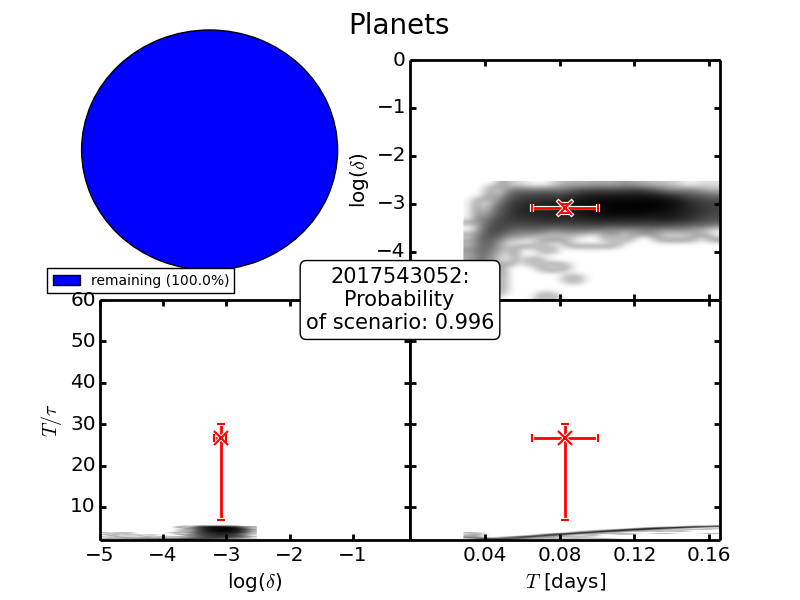 Planets
0
−1
−2
−3
−4
log(δ)
remaining (100.0%)
2017543052:
Probability
of scenario: 0.996
60
50
40
30
20
10
T/τ
−5 −4 −3 −2 −1
log(δ)
0.04 0.08 0.12 0.16
T [days]